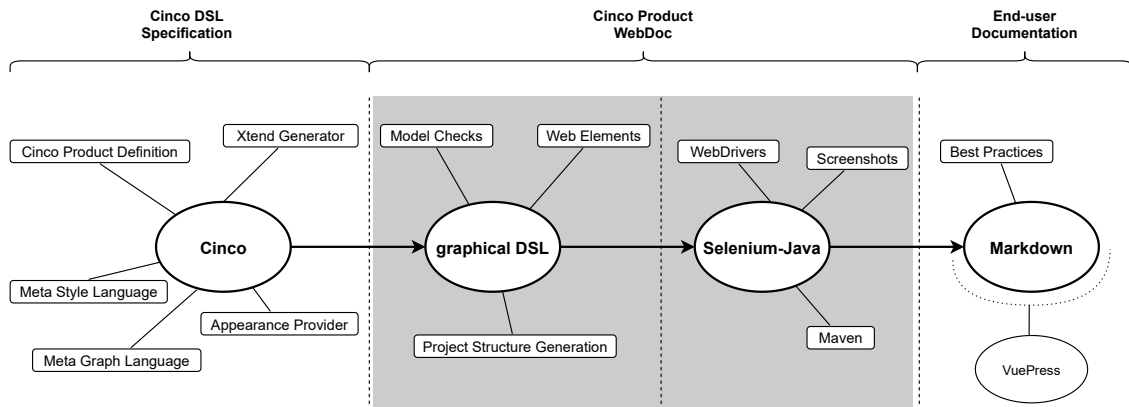 Cinco DSL
Specification
Cinco Product
WebDoc
End-user
Documentation
Xtend Generator
Cinco Product Definition
Cinco
Meta Style Language
Appearance Provider
Meta Graph Language
Model Checks
Web Elements
graphical DSL
Project Structure Generation
WebDrivers
Screenshots
Selenium-Java
Maven
Best Practices
Markdown
VuePress